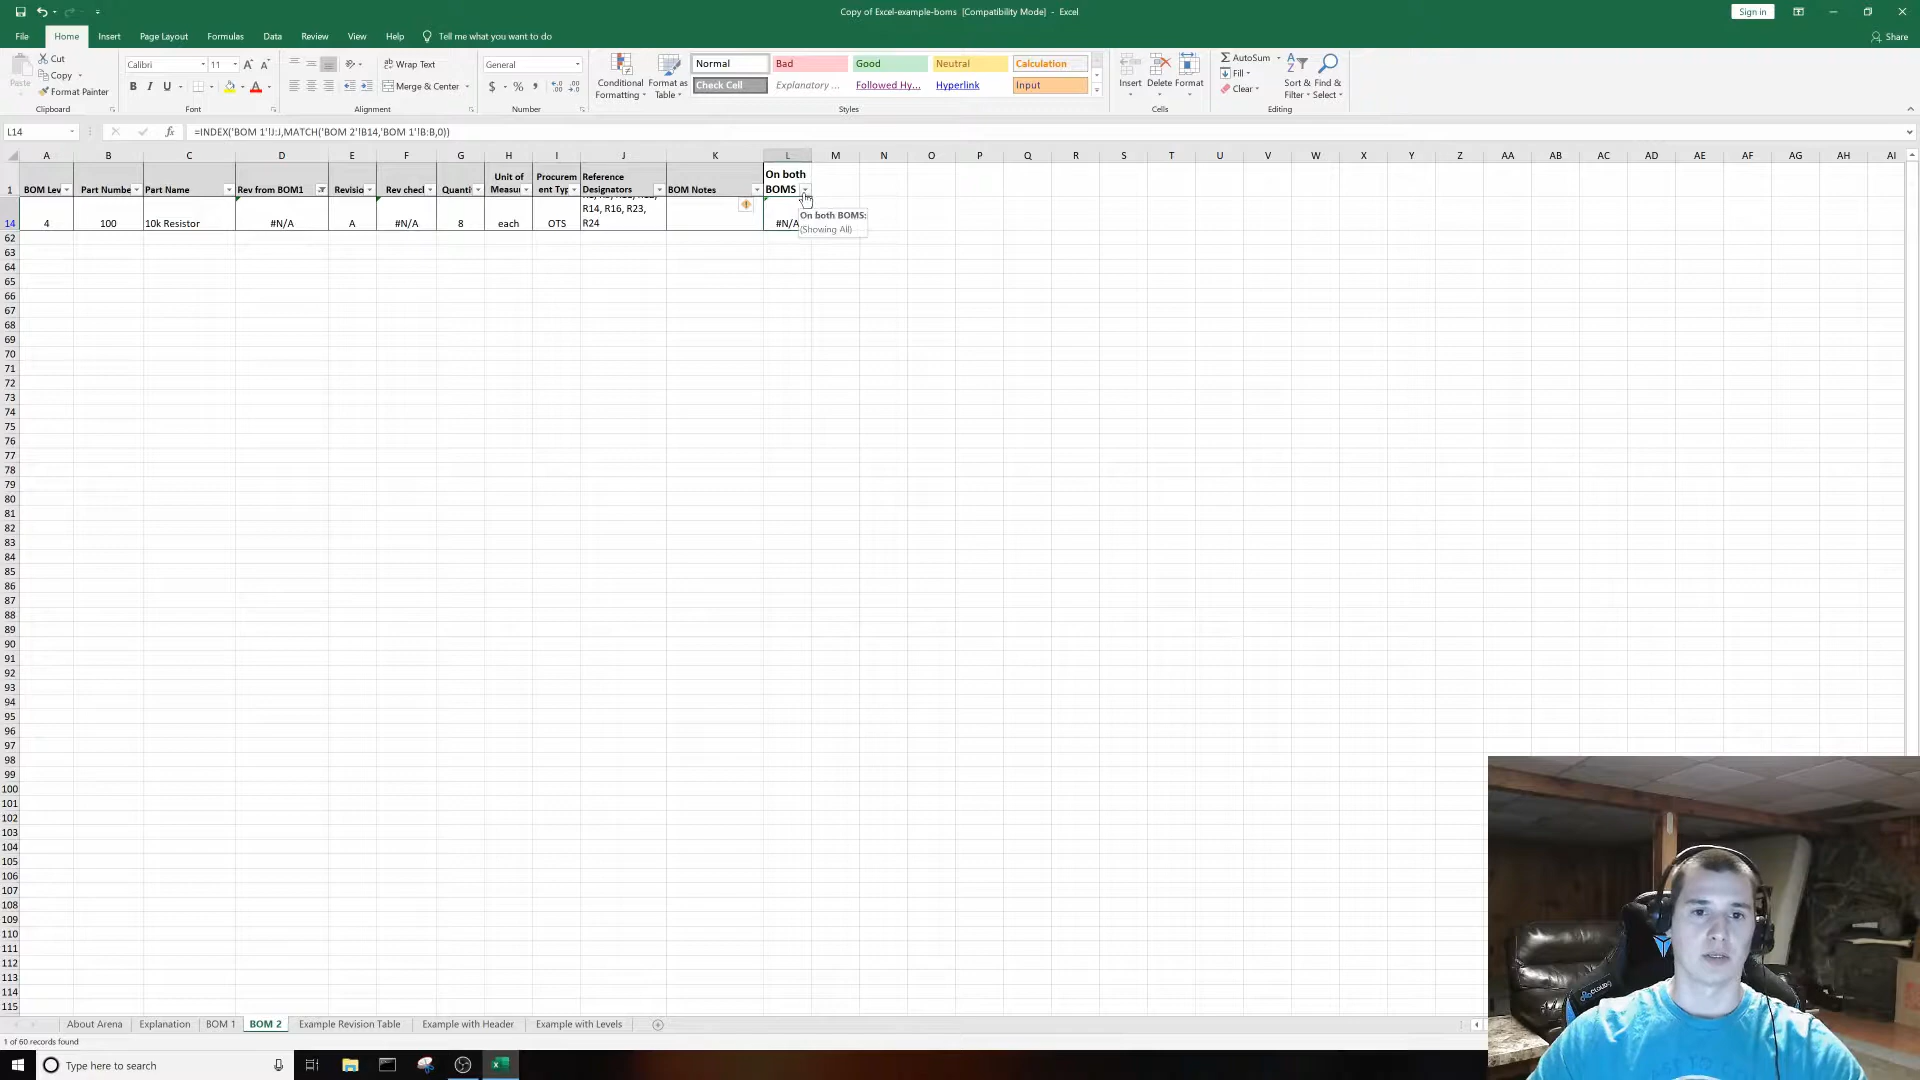 Copy of Excel-example-boms [Compatibility Mode] - Excel
Sign in
File Home Insert Page Layout Formulas Data Review View Help Tell me what you want to do
Share
Paste
Cut
Copy
Format Painter
Clipboard
Calibri 11
B I U
Font
Wrap Text
Merge & Center
Alignment
General
$ % ,
Number
Conditional Formatting
Format as Table
Normal Bad Good Neutral Calculation
Check Cell Explanatory ... Followed Hy... Hyperlink Input
Styles
Insert Delete Format
Cells
AutoSum
Fill
Clear
Sort & Filter
Find & Select
Editing
L14
fx
=INDEX('BOM 1'!J:J,MATCH('BOM 2'!B14,'BOM 1'!B:B,0))
A B C D E F G H I J K L M N O P Q R S T U V W X Y Z AA AB AC AD AE AF AG AH AI
1 BOM Lev Part Numbe Part Name Rev from BOM1 Revisio Rev checl Quanti Unit of Measur Procurem ent Typ Reference Designators BOM Notes On both BOMS
14 4 100 10k Resistor #N/A A #N/A 8 each OTS R14, R16, R23, R24 #N/A
On both BOMS:
(Showing All)
62
63
64
65
66
67
68
69
70
71
72
73
74
75
76
77
78
79
80
81
82
83
84
85
86
87
88
89
90
91
92
93
94
95
96
97
98
99
100
101
102
103
104
105
106
107
108
109
110
111
112
113
114
115
About Arena Explanation BOM 1 BOM 2 Example Revision Table Example with Header Example with Levels
1 of 60 records found
Type here to search